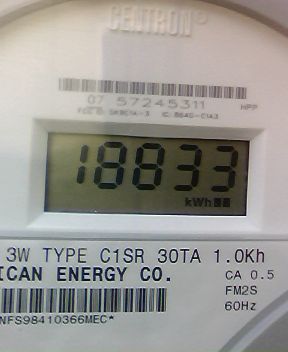 CENTRON®
07 57245311 HPP
18833
kWh
3W TYPE C1SR 30TA 1.0Kh
ICAN ENERGY CO.
CA 0.5
FM2S
60Hz
NFS98410366MEC*